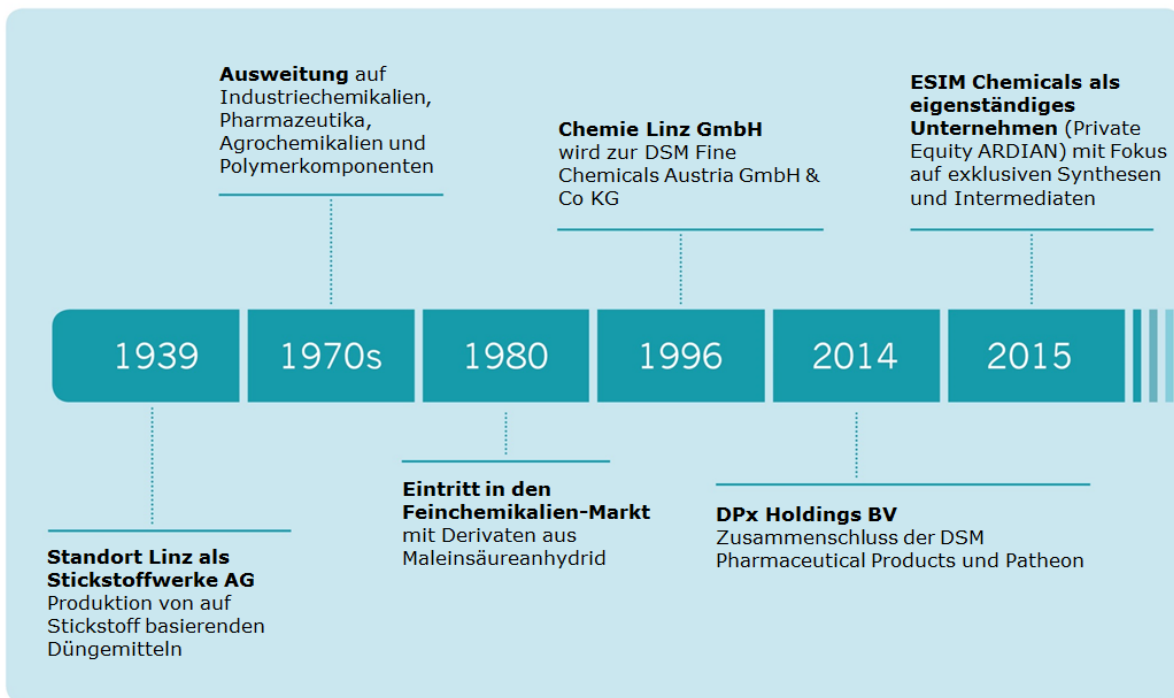 Ausweitung auf
Industriechemikalien,
Pharmazeutika,
Agrochemikalien und
Polymerkomponenten
Chemie Linz GmbH
wird zur DSM Fine
Chemicals Austria GmbH &
Co KG
ESIM Chemicals als
eigenständiges
Unternehmen (Private
Equity ARDIAN) mit Fokus
auf exklusiven Synthesen
und Intermediaten
1939
1970s
1980
1996
2014
2015
Standort Linz als
Stickstoffwerke AG
Produktion von auf
Stickstoff basierenden
Düngemitteln
Eintritt in den
Feinchemikalien-Markt
mit Derivaten aus
Maleinsäureanhydrid
DPx Holdings BV
Zusammenschluss der DSM
Pharmaceutical Products und Patheon